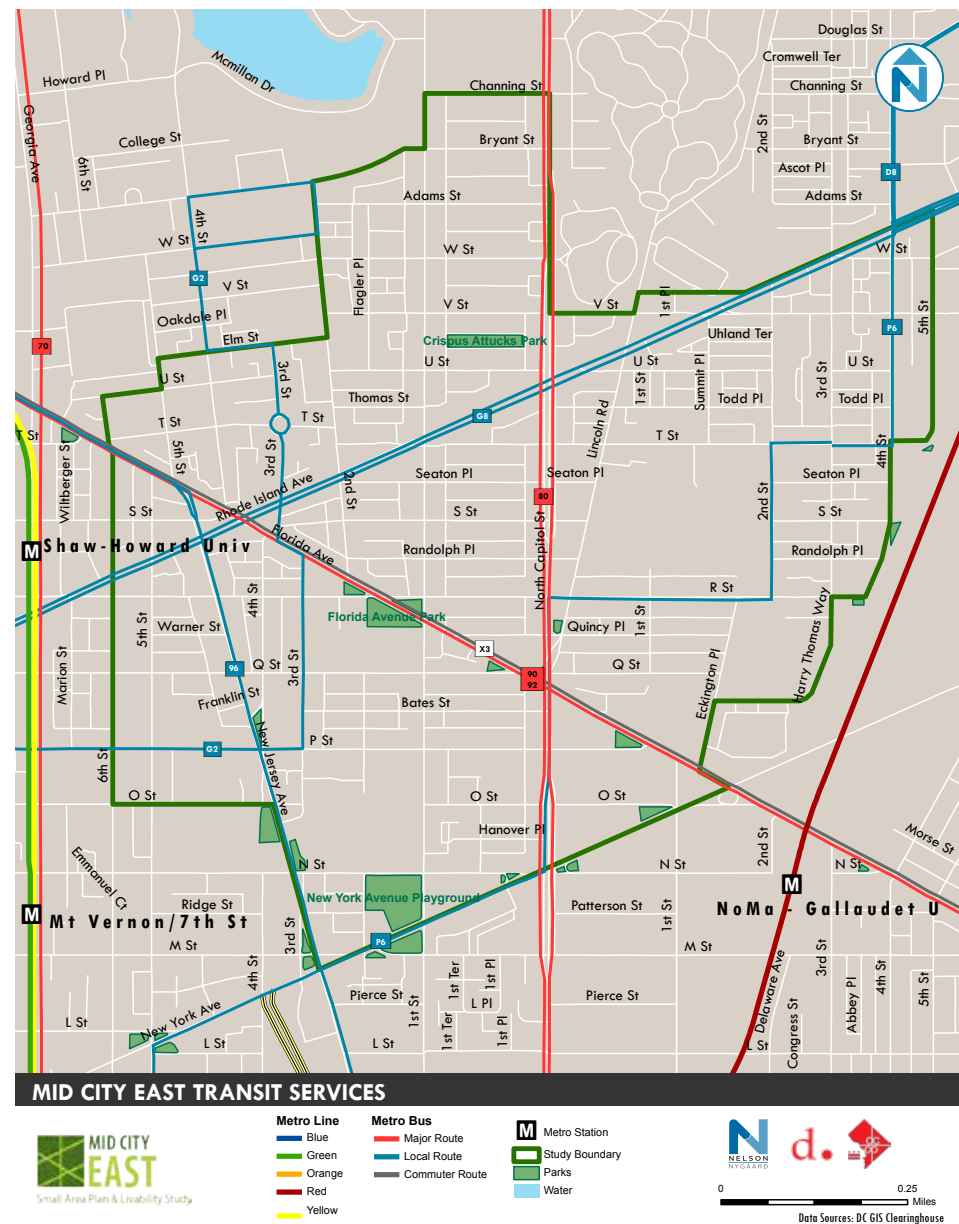 Douglas St
Cromwell Ter
Mcmillan Dr
Howard Pl
Channing St
Channing St
N
Georgia Ave
College St
Bryant St
2nd St
Bryant St
6th St
Ascot Pl
D8
Adams St
Adams St
4th St
W St
W St
W St
G2
V St
Flagler Pl
V St
V St
1st Pl
5th St
Oakdale Pl
P6
70
Elm St
Crispus Attucks Park
Uhland Ter
U St
3rd St
U St
U St
1st St
Summit Pl
3rd St
U St
Thomas St
Todd Pl
Todd Pl
T St
T St
T St
G8
Lincoln Rd
T St
Wiltberger St
5th St
3rd St
2nd St
Seaton Pl
Seaton Pl
2nd St
Seaton Pl
4th St
Rhode Island Ave
80
S St
S St
S St
M Shaw-Howard Univ
Florida Ave
Randolph Pl
North Capitol St
Randolph Pl
4th St
R St
5th St
Warner St
Florida Avenue Park
Quincy Pl
1st St
Harry Thomas Way
X3
Marion St
96
Q St
3rd St
90
92
Q St
Eckington Pl
Franklin St
Bates St
New Jersey Ave
G2
P St
6th St
O St
O St
O St
Hanover Pl
2nd St
Morse St
Emmanuel Ct
N St
N St
N St
New York Avenue Playground
M
Ridge St
Patterson St
1st St
NoMa - Gallaudet U
M Mt Vernon/7th St
3rd St
M St
P6
M St
3rd St
4th St
1st Ter
1st Pl
Delaware Ave
Abbey Pl
4th St
5th St
Pierce St
1st St
L Pl
Pierce St
Congress St
New York Ave
L St
L St
L St
1st Ter
1st Pl
L St
MID CITY EAST TRANSIT SERVICES
Metro Line
Blue
Green
Orange
Red
Yellow
Metro Bus
Major Route
Local Route
Commuter Route
M Metro Station
Study Boundary
Parks
Water
MID CITY
EAST
Small Area Plan & Livability Study
N
NELSON
NYGAARD
d.
DC
OP
0 0.25
Miles
Data Sources: DC GIS Clearinghouse